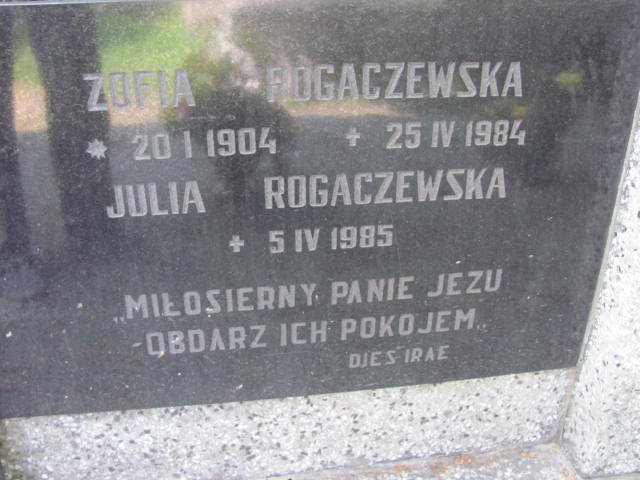 ZOFIA ROGACZEWSKA
* 20 I 1904 + 25 IV 1984
JULIA ROGACZEWSKA
+ 5 IV 1985
„MIŁOSIERNY PANIE JEZU
OBDARZ ICH POKOJEM„
DIES IRAE